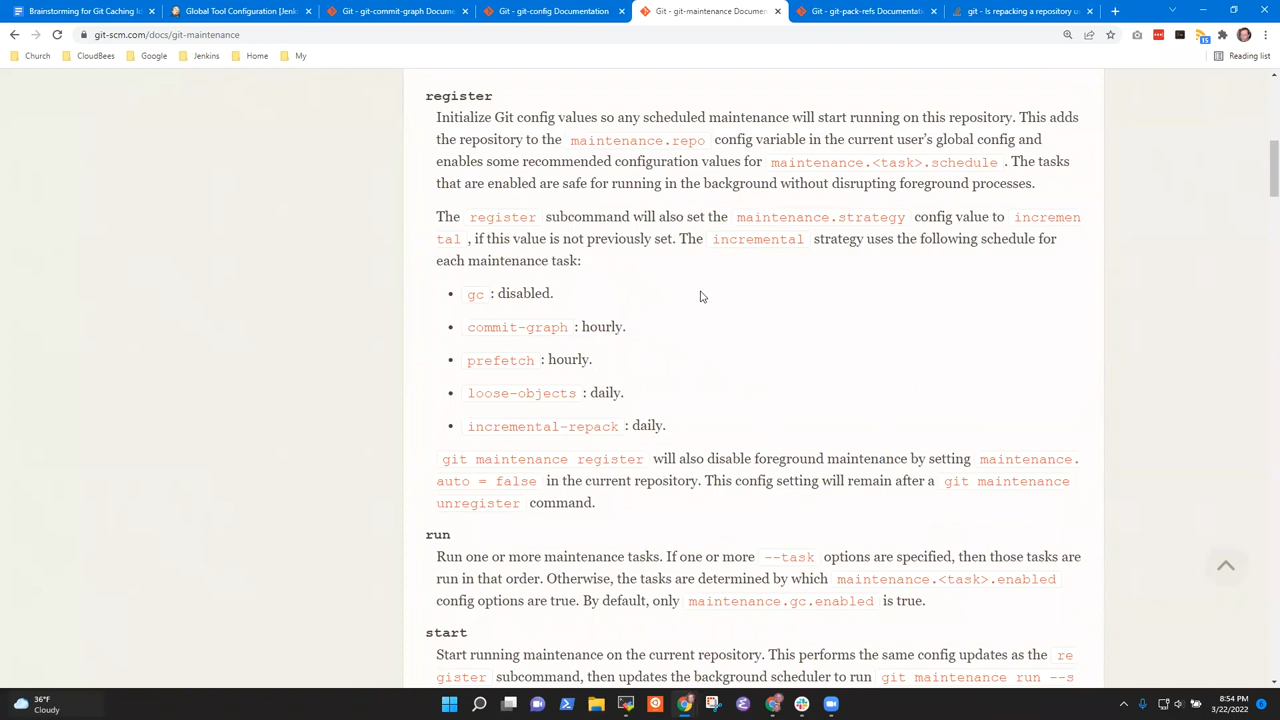 Brainstorming for Git Caching Id
Global Tool Configuration [Jenki
Git - git-commit-graph Docume
Git - git-config Documentation
Git - git-maintenance Documen
Git - git-pack-refs Documentatio
git - Is repacking a repository u
git-scm.com/docs/git-maintenance
15
Church CloudBees Google Jenkins Home My Reading list
register
Initialize Git config values so any scheduled maintenance will start running on this repository. This adds
the repository to the maintenance.repo config variable in the current user's global config and
enables some recommended configuration values for maintenance.<task>.schedule . The tasks
that are enabled are safe for running in the background without disrupting foreground processes.
The register subcommand will also set the maintenance.strategy config value to incremen
tal , if this value is not previously set. The incremental strategy uses the following schedule for
each maintenance task:
• gc : disabled.
• commit-graph : hourly.
• prefetch : hourly.
• loose-objects : daily.
• incremental-repack : daily.
git maintenance register will also disable foreground maintenance by setting maintenance.
auto = false in the current repository. This config setting will remain after a git maintenance
unregister command.
run
Run one or more maintenance tasks. If one or more --task options are specified, then those tasks are
run in that order. Otherwise, the tasks are determined by which maintenance.<task>.enabled
config options are true. By default, only maintenance.gc.enabled is true.
start
Start running maintenance on the current repository. This performs the same config updates as the re
gister subcommand, then updates the background scheduler to run git maintenance run --s
36°F
Cloudy
8:54 PM
3/22/2022